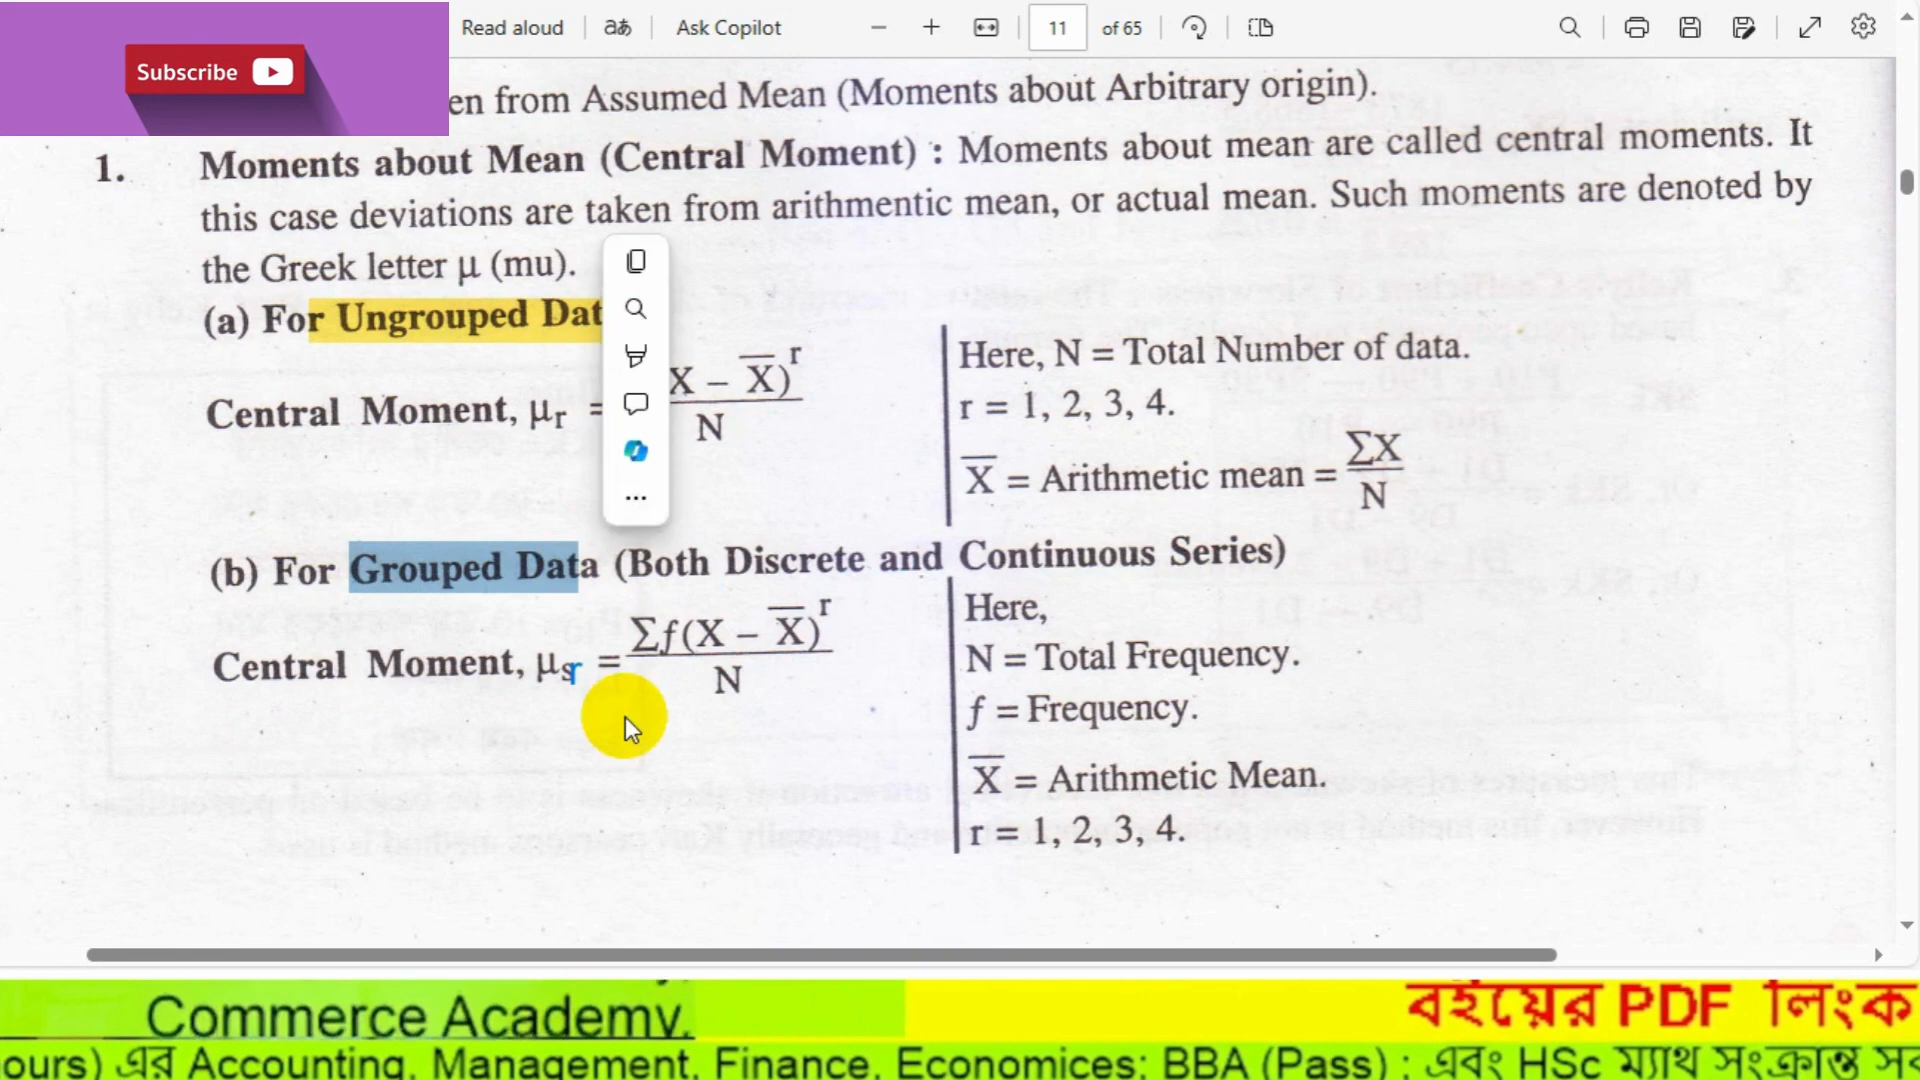 Subscribe
Read aloud
aあ
Ask Copilot
11
of 65
en from Assumed Mean (Moments about Arbitrary origin).
1. Moments about Mean (Central Moment) : Moments about mean are called central moments. It
this case deviations are taken from arithmentic mean, or actual mean. Such moments are denoted by
the Greek letter μ (mu).
(a) For Ungrouped Dat
Central Moment, μr = X – X̅)^r / N
Here, N = Total Number of data.
r = 1, 2, 3, 4.
X̅ = Arithmetic mean = ΣX / N
(b) For Grouped Data (Both Discrete and Continuous Series)
Central Moment, μr = Σf(X – X̅)^r / N
Here,
N = Total Frequency.
f = Frequency.
X̅ = Arithmetic Mean.
r = 1, 2, 3, 4.
Commerce Academy.
বইয়ের PDF লিংক
ours) এর Accounting, Management, Finance, Economices; BBA (Pass) ; এবং HSc ম্যাথ সংক্রান্ত